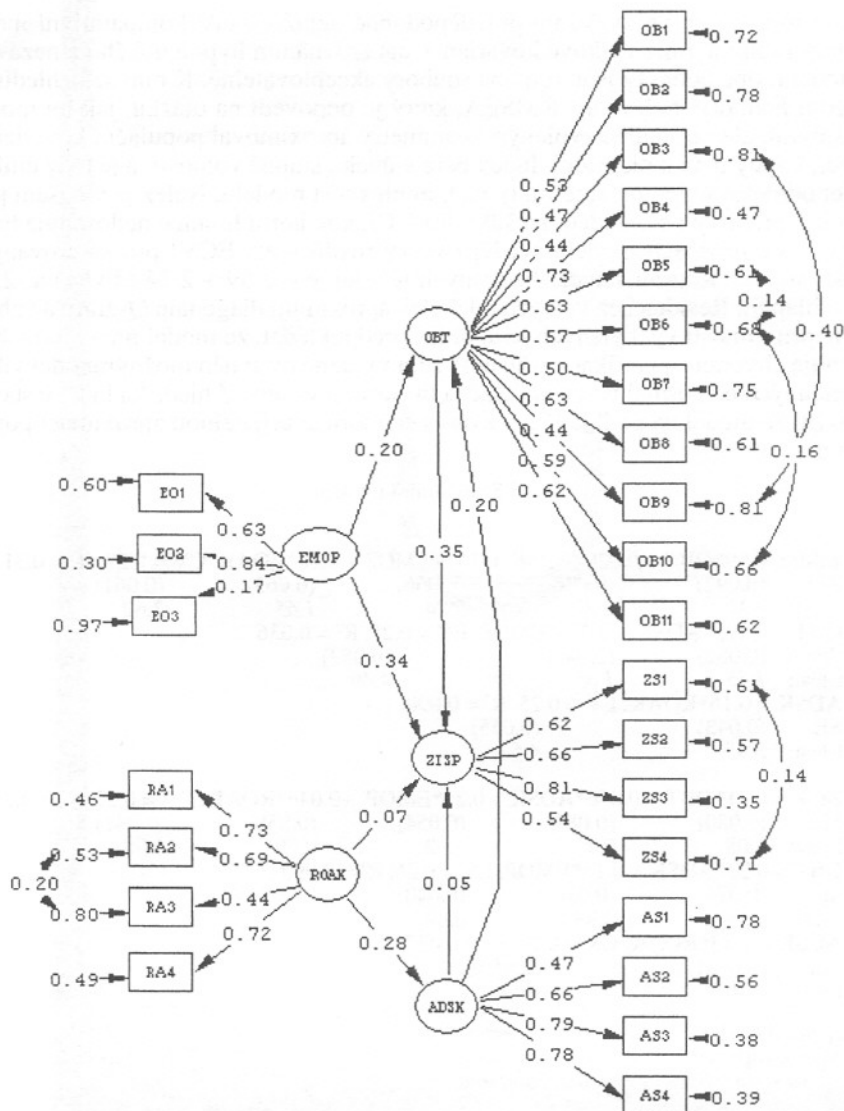 OB1 0.72
OB2 0.78
OB3 0.81
0.53
0.47
OB4 0.47
0.44
0.73
OB5 0.61
0.63
0.14
OBT
0.57
OB6 0.68
0.40
0.50
OB7 0.75
0.63
0.44
OB8 0.61
0.16
0.20
0.59
0.20
0.62
OB9 0.81
0.60 EO1
0.63
EMOP
0.35
OB10 0.66
0.30 EO2
0.84
0.17
0.97 EO3
OB11 0.62
0.34
ZS1 0.61
0.62
ZISP
0.66
ZS2 0.57
0.14
0.81
ZS3 0.35
0.46 RA1
0.07
0.54
0.73
0.53 RA2
0.69
ROAK
ZS4 0.71
0.20
0.05
0.44
0.80 RA3
AS1 0.78
0.72
0.28
0.47
0.49 RA4
0.66
AS2 0.56
ADSK
0.79
AS3 0.38
0.78
AS4 0.39